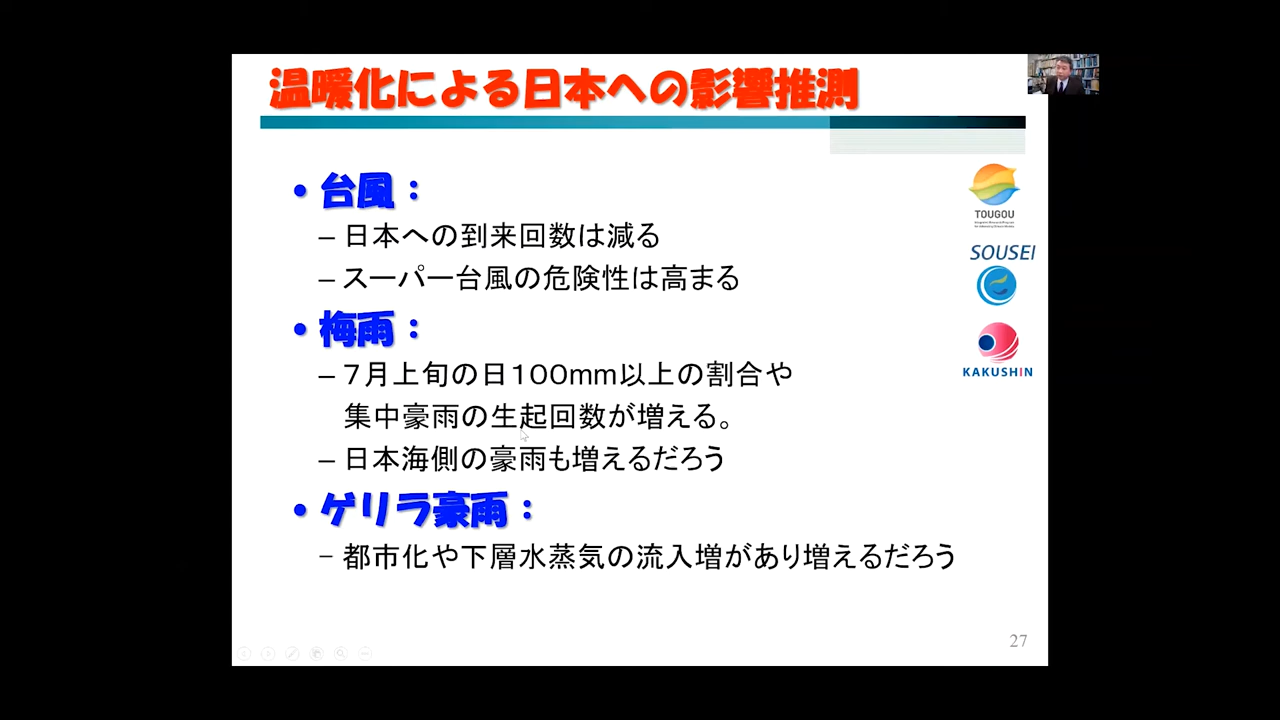 温暖化による日本への影響推測
• 台風：
– 日本への到来回数は減る
– スーパー台風の危険性は高まる
• 梅雨：
– ７月上旬の日１００mm以上の割合や
集中豪雨の生起回数が増える。
– 日本海側の豪雨も増えるだろう
• ゲリラ豪雨：
– 都市化や下層水蒸気の流入増があり増えるだろう
TOUGOU
SOUSEI
KAKUSHIN
27